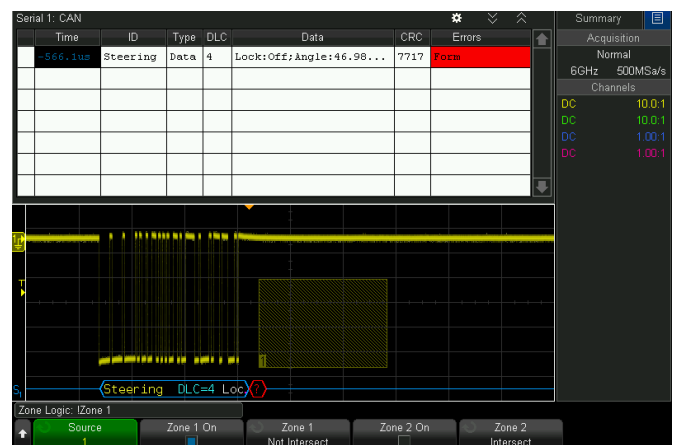 Serial 1: CAN
Summary
Time ID Type DLC Data CRC Errors
-566.1us Steering Data 4 Lock:Off;Angle:46.98... 7717 Form
Acquisition
Normal
6GHz 500MSa/s
Channels
DC 10.0:1
DC 10.0:1
DC 1.00:1
DC 1.00:1
T
S1
Steering DLC=4 Loc ?
Zone Logic: !Zone 1
Source
1
Zone 1 On
Zone 1
Not Intersect
Zone 2 On
Zone 2
Intersect